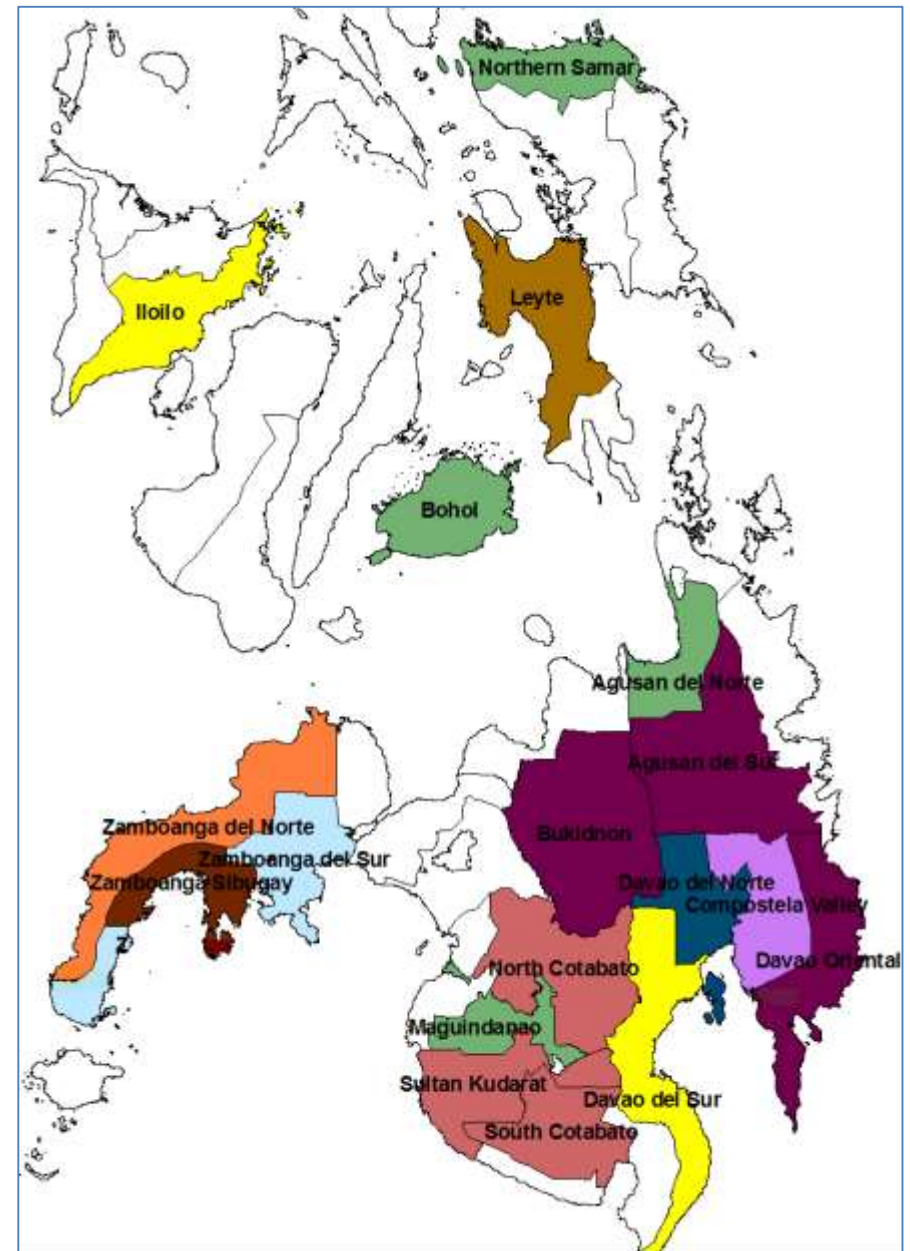 Northern Samar
Leyte
Iloilo
Bohol
Agusan del Norte
Agusan del Sur
Zamboanga del Norte
Bukidnon
Zamboanga del Sur
Zamboanga Sibugay
Davao del Norte
Compostela Valley
Z
Davao Oriental
North Cotabato
Maguindanao
Sultan Kudarat
Davao del Sur
South Cotabato